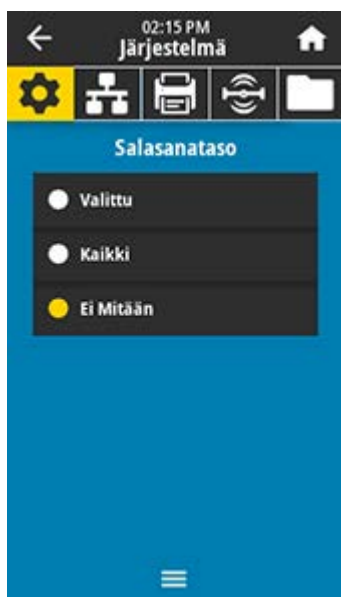 02:15 PM
Järjestelmä
Salasanataso
Valittu
Kaikki
Ei Mitään